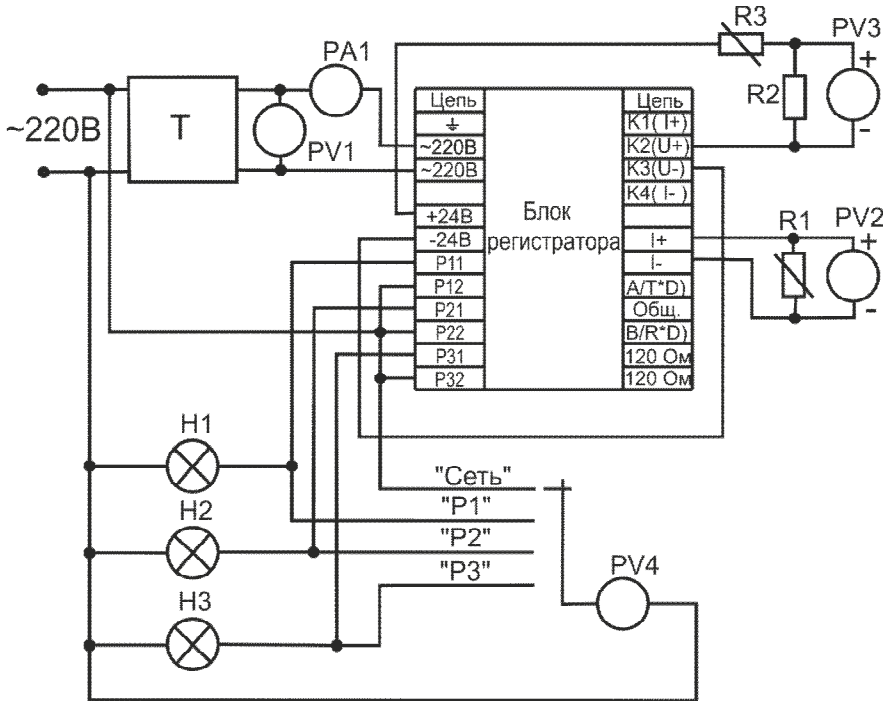 R3
PV3
+
R2
-
PA1
~220В
T
PV1
Цепь
~220В
~220В
+24В
-24В
P11
P12
P21
P22
P31
P32
Блок
регистратора
Цепь
K1( I+)
K2(U+)
K3(U-)
K4( I- )
I+
I-
A/T*D)
Общ.
B/R*D)
120 Ом
120 Ом
R1
PV2
+
-
H1
H2
H3
"Сеть"
"P1"
"P2"
"P3"
PV4